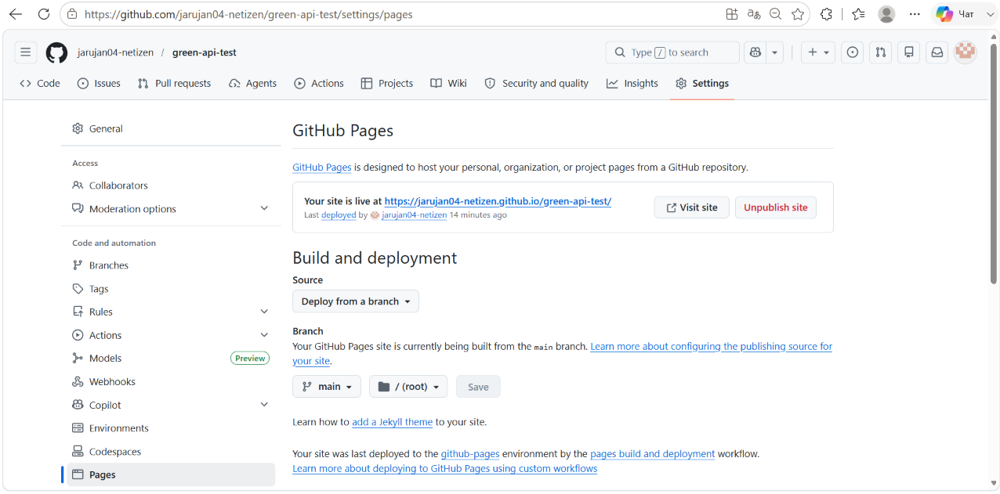 https://github.com/jarujan04-netizen/green-api-test/settings/pages
Чат
jarujan04-netizen / green-api-test
Type / to search
Code
Issues
Pull requests
Agents
Actions
Projects
Wiki
Security and quality
Insights
Settings
General
Access
Collaborators
Moderation options
Code and automation
Branches
Tags
Rules
Actions
Models
Preview
Webhooks
Copilot
Environments
Codespaces
Pages
GitHub Pages
GitHub Pages is designed to host your personal, organization, or project pages from a GitHub repository.
Your site is live at https://jarujan04-netizen.github.io/green-api-test/
Last deployed by jarujan04-netizen 14 minutes ago
Visit site
Unpublish site
Build and deployment
Source
Deploy from a branch
Branch
Your GitHub Pages site is currently being built from the main branch. Learn more about configuring the publishing source for
your site.
main
/ (root)
Save
Learn how to add a Jekyll theme to your site.
Your site was last deployed to the github-pages environment by the pages build and deployment workflow.
Learn more about deploying to GitHub Pages using custom workflows